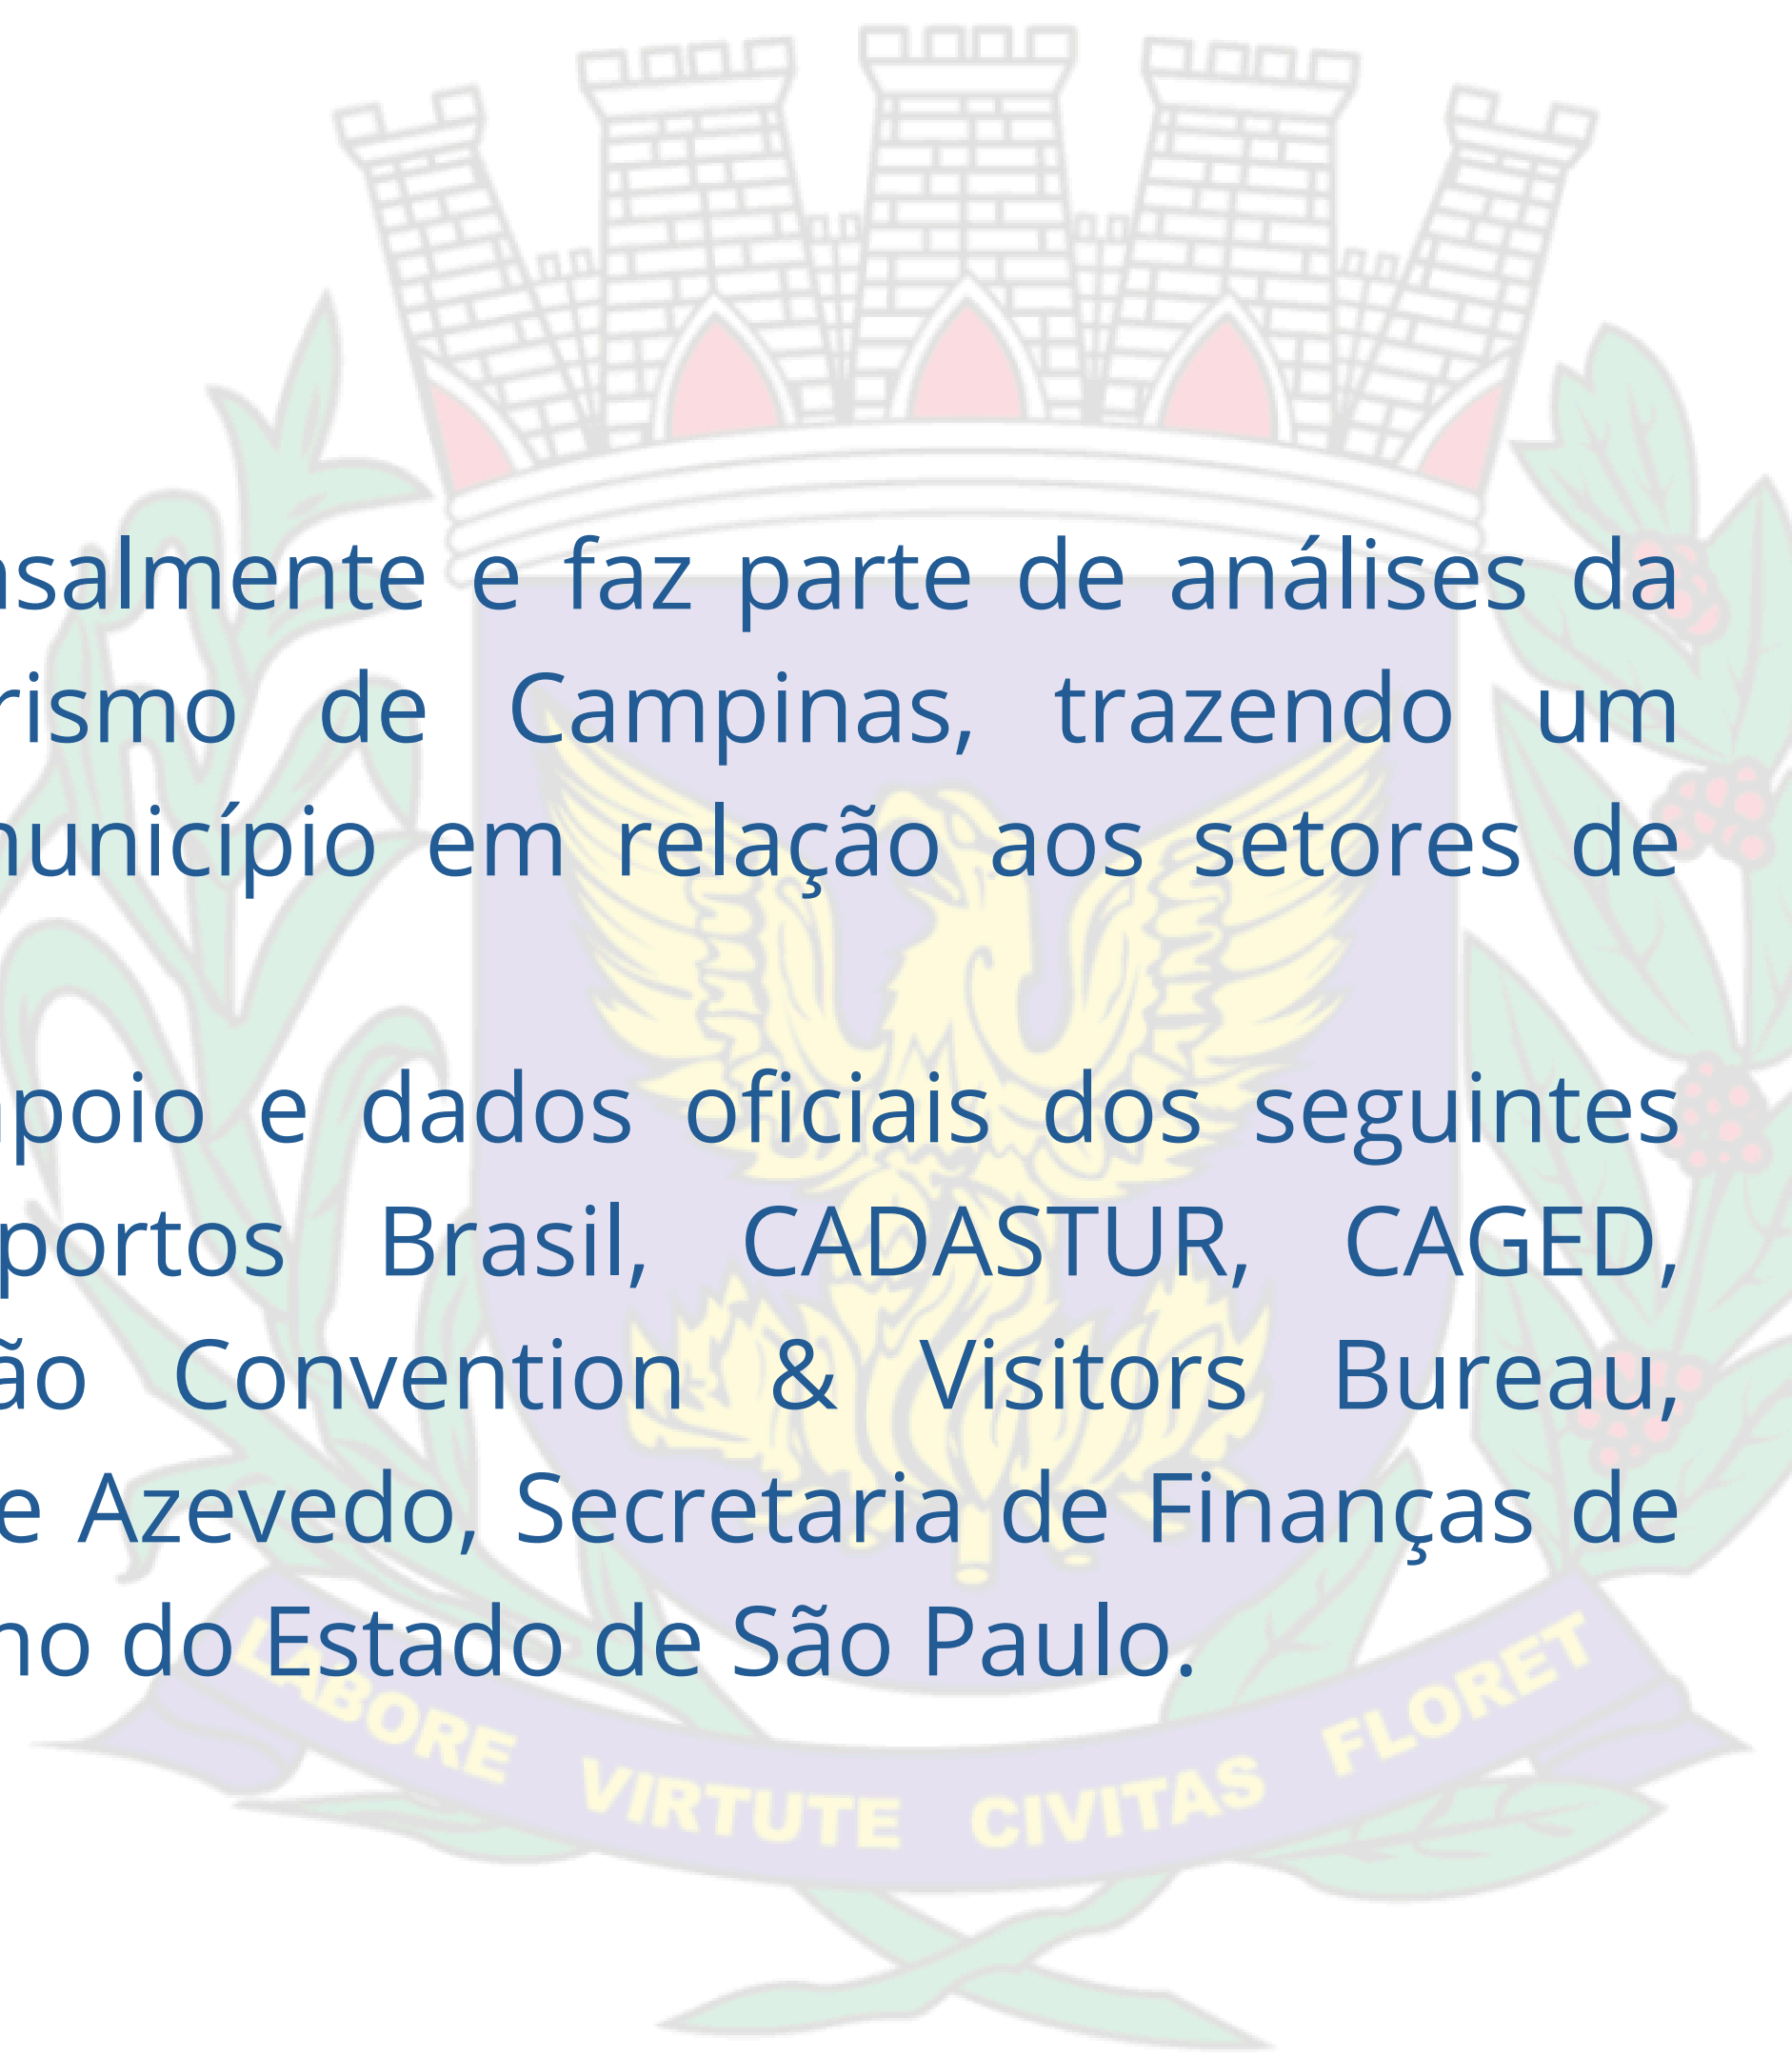 nsalmente e faz parte de análises da
rismo de Campinas, trazendo um
município em relação aos setores de
apoio e dados oficiais dos seguintes
portos Brasil, CADASTUR, CAGED,
ão Convention & Visitors Bureau,
e Azevedo, Secretaria de Finanças de
ho do Estado de São Paulo.
LABORE VIRTUTE CIVITAS FLORET